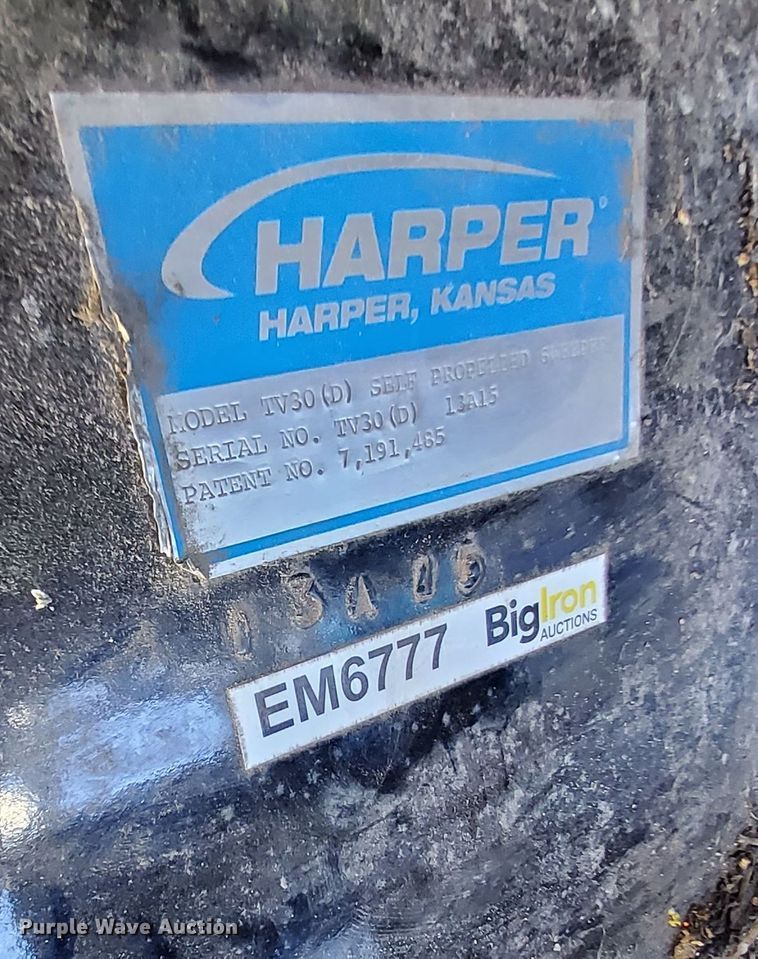 HARPER®
HARPER, KANSAS
MODEL TV30(D) SELF PROPELLED SWEEPER
SERIAL NO. TV30(D) 13A15
PATENT NO. 7,191,485
13A15
EM6777 BigIron
AUCTIONS
Purple Wave Auction